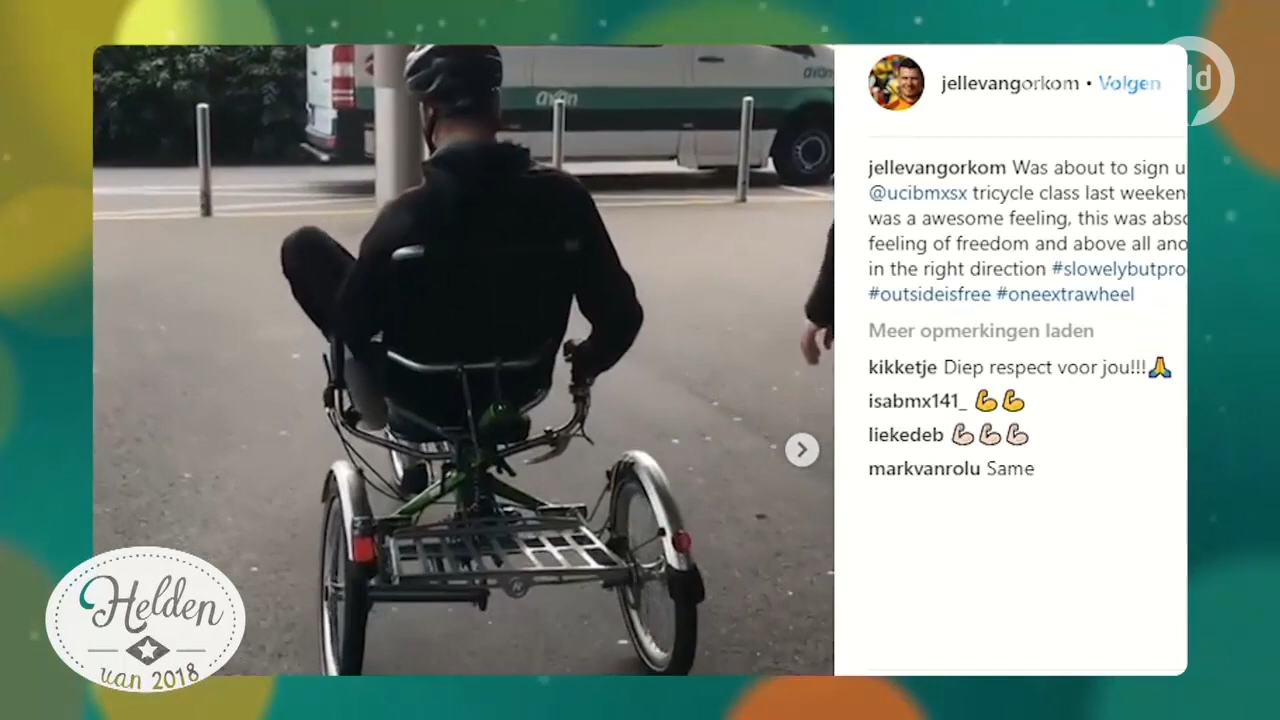 jellevangorkom • Volgen
ld
jellevangorkom Was about to sign u
@ucibmxsx tricycle class last weeken
was a awesome feeling, this was abso
feeling of freedom and above all ano
in the right direction #slowelybutpro
#outsideisfree #oneextrawheel
Meer opmerkingen laden
kikketje Diep respect voor jou!!!🙏
isabmx141_ 💪💪
liekedeb 💪🏻💪🏻💪🏻
markvanrolu Same
Helden
van 2018